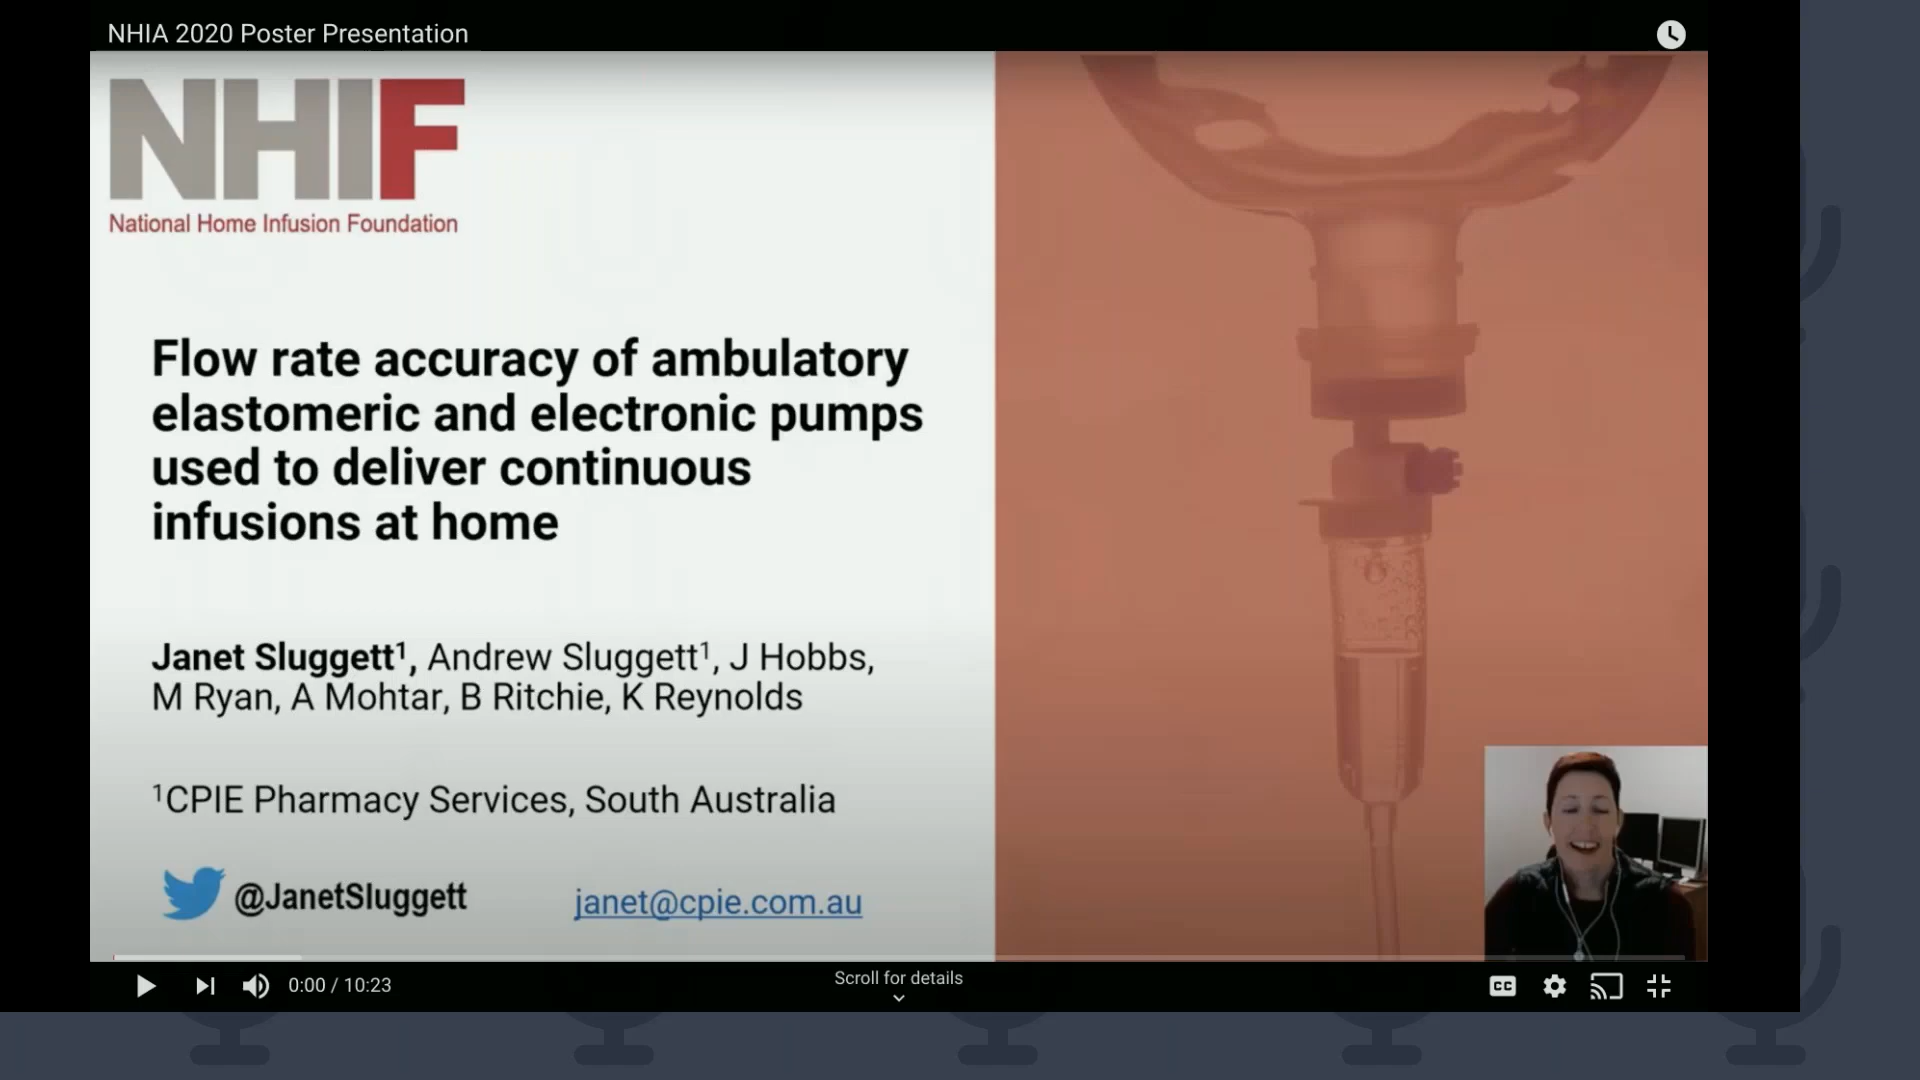 NHIA 2020 Poster Presentation
NHIF
National Home Infusion Foundation
Flow rate accuracy of ambulatory
elastomeric and electronic pumps
used to deliver continuous
infusions at home
Janet Sluggett¹, Andrew Sluggett¹, J Hobbs,
M Ryan, A Mohtar, B Ritchie, K Reynolds
¹CPIE Pharmacy Services, South Australia
@JanetSluggett
janet@cpie.com.au
0:00 / 10:23
Scroll for details
CC